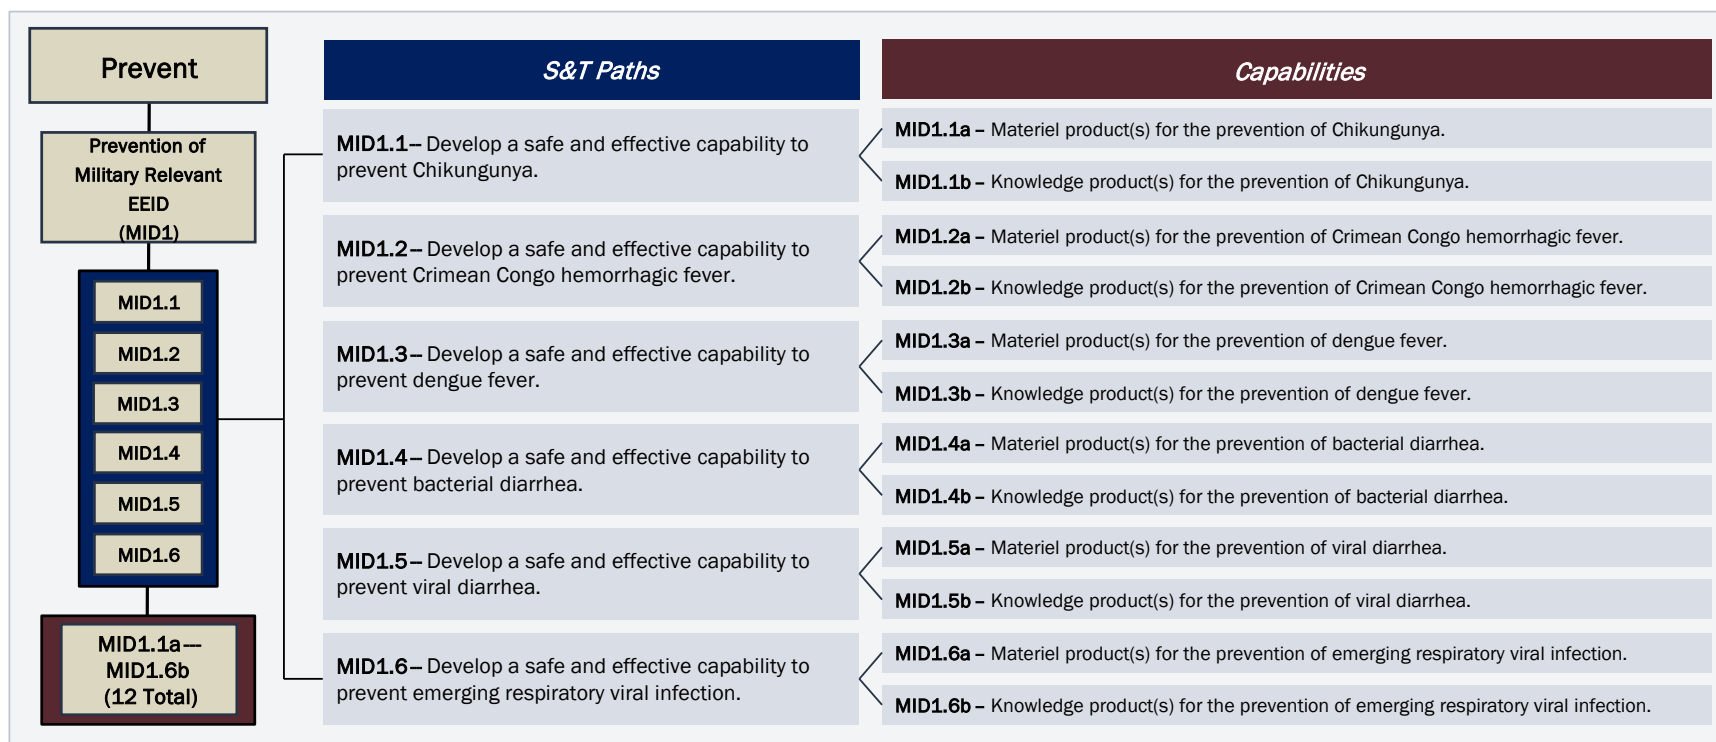 Prevent
Prevention of
Military Relevant
EEID
(MID1)
MID1.1
MID1.2
MID1.3
MID1.4
MID1.5
MID1.6
MID1.1a—
MID1.6b
(12 Total)
S&T Paths
MID1.1– Develop a safe and effective capability to
prevent Chikungunya.
MID1.2– Develop a safe and effective capability to
prevent Crimean Congo hemorrhagic fever.
MID1.3– Develop a safe and effective capability to
prevent dengue fever.
MID1.4– Develop a safe and effective capability to
prevent bacterial diarrhea.
MID1.5– Develop a safe and effective capability to
prevent viral diarrhea.
MID1.6– Develop a safe and effective capability to
prevent emerging respiratory viral infection.
Capabilities
MID1.1a – Materiel product(s) for the prevention of Chikungunya.
MID1.1b – Knowledge product(s) for the prevention of Chikungunya.
MID1.2a – Materiel product(s) for the prevention of Crimean Congo hemorrhagic fever.
MID1.2b – Knowledge product(s) for the prevention of Crimean Congo hemorrhagic fever.
MID1.3a – Materiel product(s) for the prevention of dengue fever.
MID1.3b – Knowledge product(s) for the prevention of dengue fever.
MID1.4a – Materiel product(s) for the prevention of bacterial diarrhea.
MID1.4b – Knowledge product(s) for the prevention of bacterial diarrhea.
MID1.5a – Materiel product(s) for the prevention of viral diarrhea.
MID1.5b – Knowledge product(s) for the prevention of viral diarrhea.
MID1.6a – Materiel product(s) for the prevention of emerging respiratory viral infection.
MID1.6b – Knowledge product(s) for the prevention of emerging respiratory viral infection.